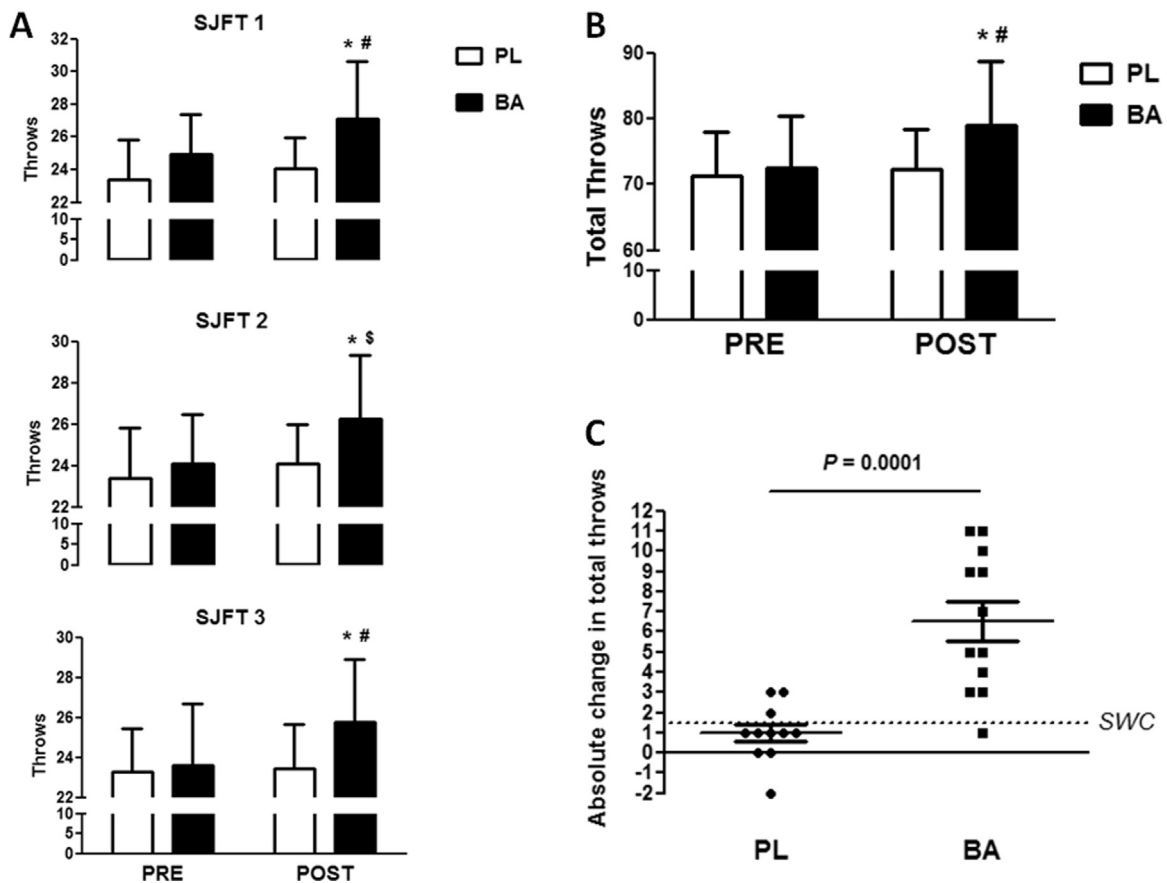 A
SJFT 1
32
30
28
26
24
22
10
5
0
Throws
* #
PL
BA
SJFT 2
30
28
26
24
22
10
5
0
Throws
* $
SJFT 3
30
28
26
24
22
10
5
0
Throws
* #
PRE POST
B
90
80
70
60
10
0
Total Throws
* #
PL
BA
PRE POST
C
P = 0.0001
12
11
10
9
8
7
6
5
4
3
2
1
0
-1
-2
Absolute change in total throws
SWC
PL BA